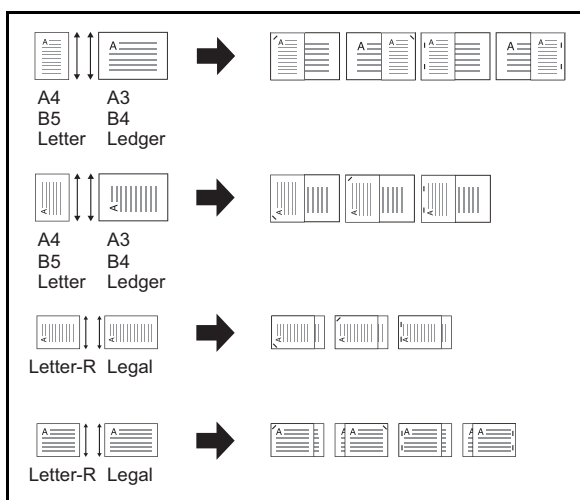 A A A A A A
A4 A3
B5 B4
Letter Ledger
A A A A A
A4 A3
B5 B4
Letter Ledger
A A A A A
Letter-R Legal
A A A A A A A A
Letter-R Legal